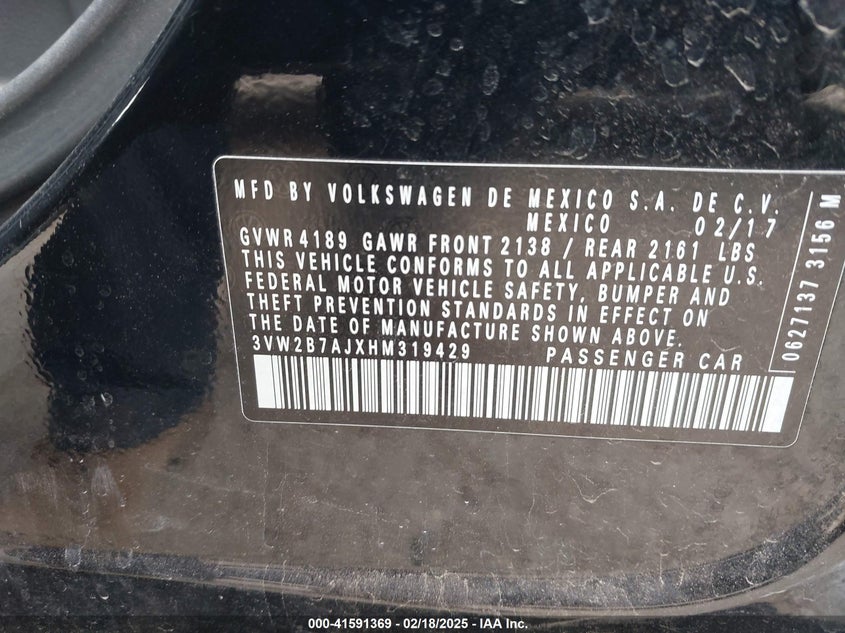 MFD BY VOLKSWAGEN DE MEXICO S.A. DE C.V.
MEXICO 02/17
GVWR 4189 GAWR FRONT 2138 / REAR 2161 LBS
THIS VEHICLE CONFORMS TO ALL APPLICABLE U.S.
FEDERAL MOTOR VEHICLE SAFETY, BUMPER AND
THEFT PREVENTION STANDARDS IN EFFECT ON
THE DATE OF MANUFACTURE SHOWN ABOVE.
3VW2B7AJXHM319429 PASSENGER CAR
0627137 3156 M
000-41591369 - 02/18/2025 - IAA Inc.